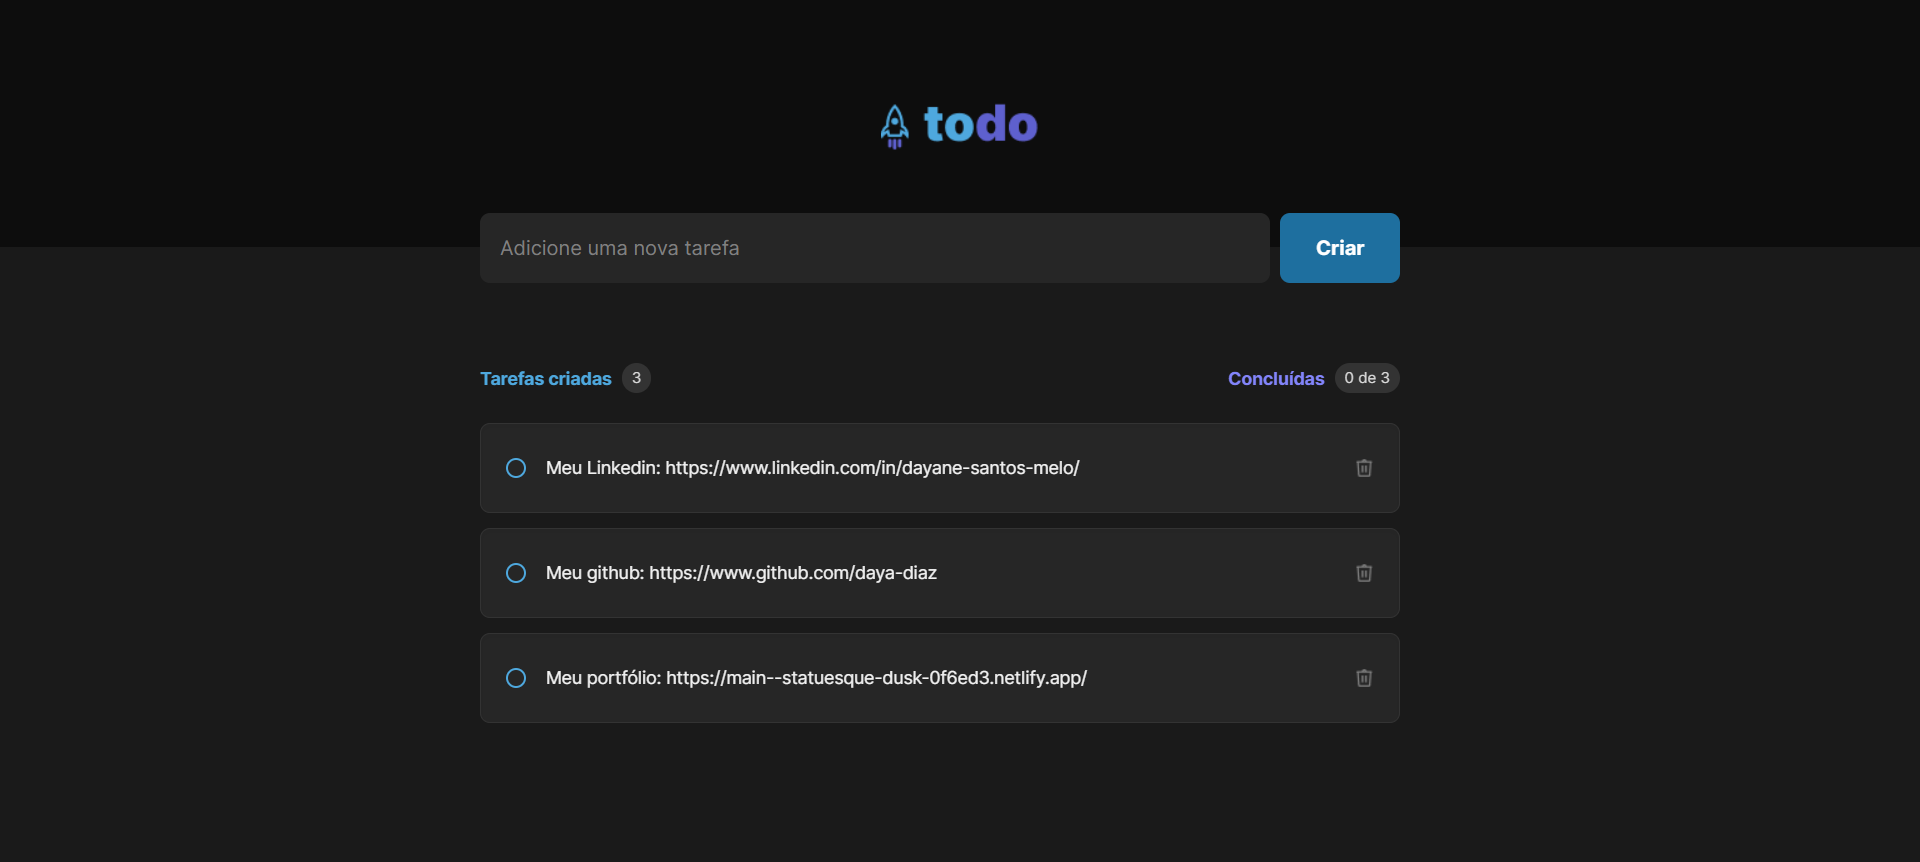 todo
Adicione uma nova tarefa
Criar
Tarefas criadas 3
Concluídas 0 de 3
Meu Linkedin: https://www.linkedin.com/in/dayane-santos-melo/
Meu github: https://www.github.com/daya-diaz
Meu portfólio: https://main--statuesque-dusk-0f6ed3.netlify.app/